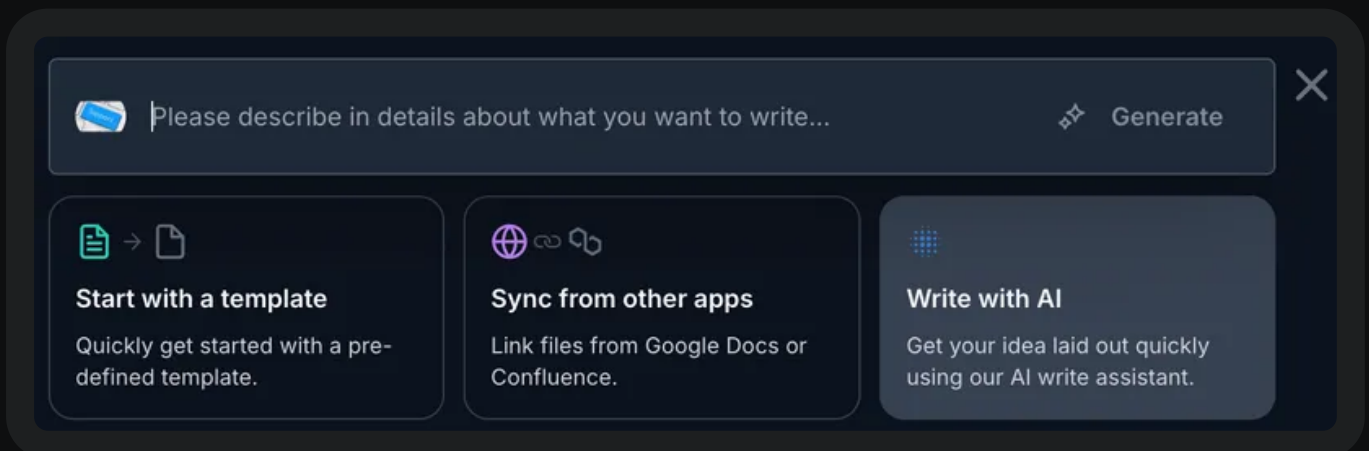 Please describe in details about what you want to write...
Generate
Start with a template
Quickly get started with a pre-
defined template.
Sync from other apps
Link files from Google Docs or
Confluence.
Write with AI
Get your idea laid out quickly
using our AI write assistant.